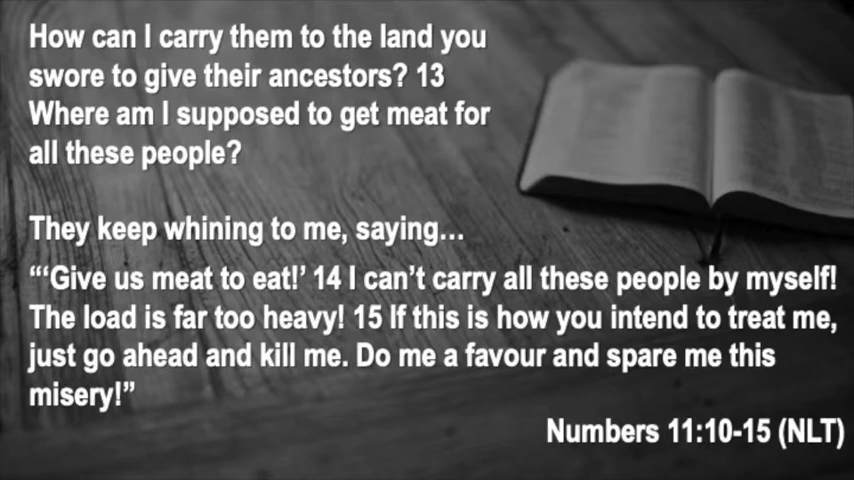 How can I carry them to the land you
swore to give their ancestors? 13
Where am I supposed to get meat for
all these people?
They keep whining to me, saying…
“‘Give us meat to eat!’ 14 I can’t carry all these people by myself!
The load is far too heavy! 15 If this is how you intend to treat me,
just go ahead and kill me. Do me a favour and spare me this
misery!”
Numbers 11:10-15 (NLT)